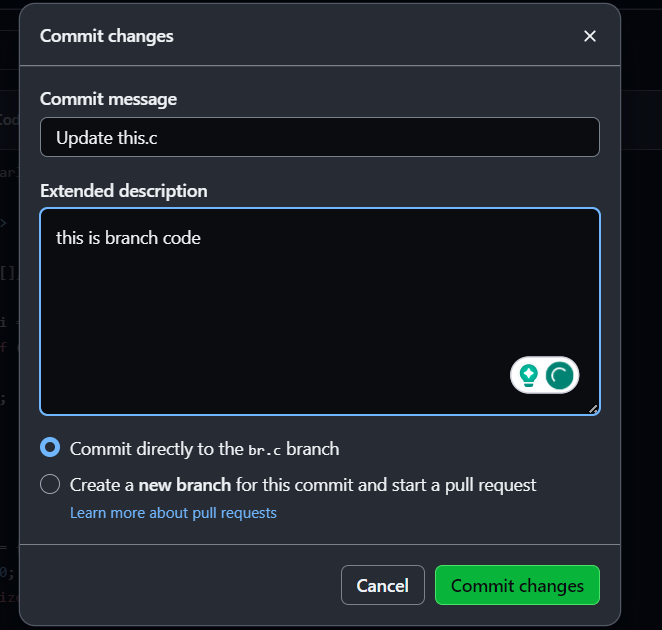 Commit changes
Commit message
Update this.c
Extended description
this is branch code
Commit directly to the br.c branch
Create a new branch for this commit and start a pull request
Learn more about pull requests
Cancel
Commit changes